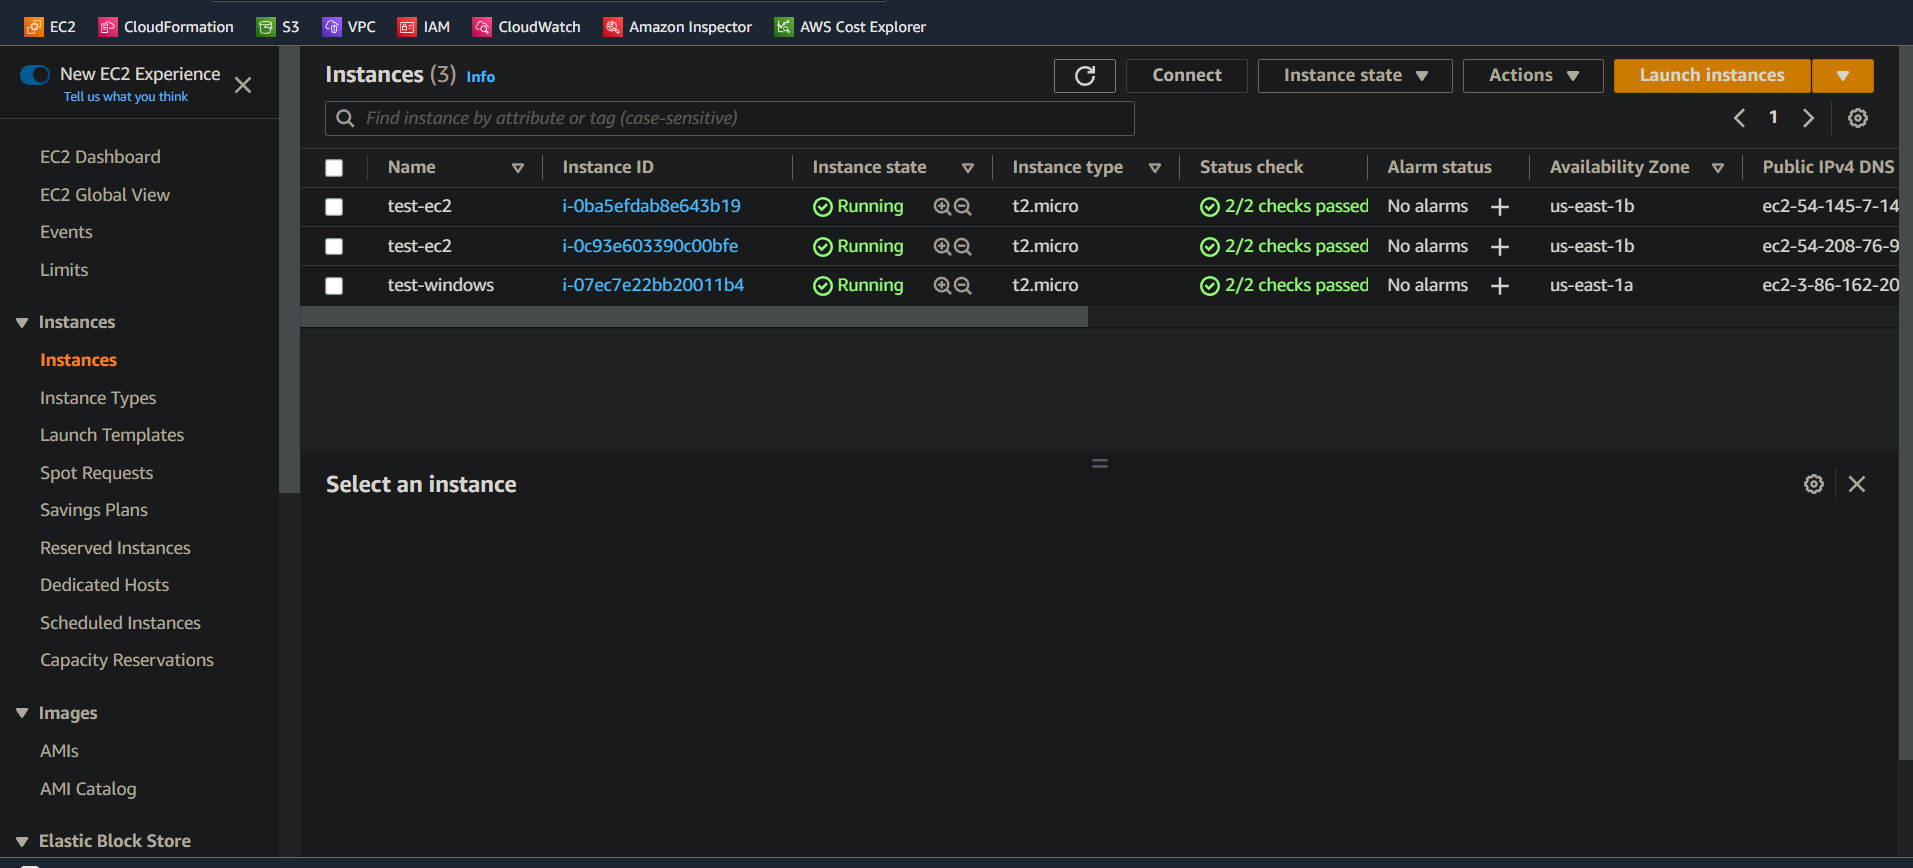 EC2 CloudFormation S3 VPC IAM CloudWatch Amazon Inspector AWS Cost Explorer
New EC2 Experience
Tell us what you think
EC2 Dashboard
EC2 Global View
Events
Limits
Instances
Instances
Instance Types
Launch Templates
Spot Requests
Savings Plans
Reserved Instances
Dedicated Hosts
Scheduled Instances
Capacity Reservations
Images
AMIs
AMI Catalog
Elastic Block Store
Instances (3) Info
Connect Instance state Actions Launch instances
Find instance by attribute or tag (case-sensitive)
1
Name Instance ID Instance state Instance type Status check Alarm status Availability Zone Public IPv4 DNS
test-ec2 i-0ba5efdab8e643b19 Running t2.micro 2/2 checks passed No alarms + us-east-1b ec2-54-145-7-14
test-ec2 i-0c93e603390c00bfe Running t2.micro 2/2 checks passed No alarms + us-east-1b ec2-54-208-76-9
test-windows i-07ec7e22bb20011b4 Running t2.micro 2/2 checks passed No alarms + us-east-1a ec2-3-86-162-20
Select an instance